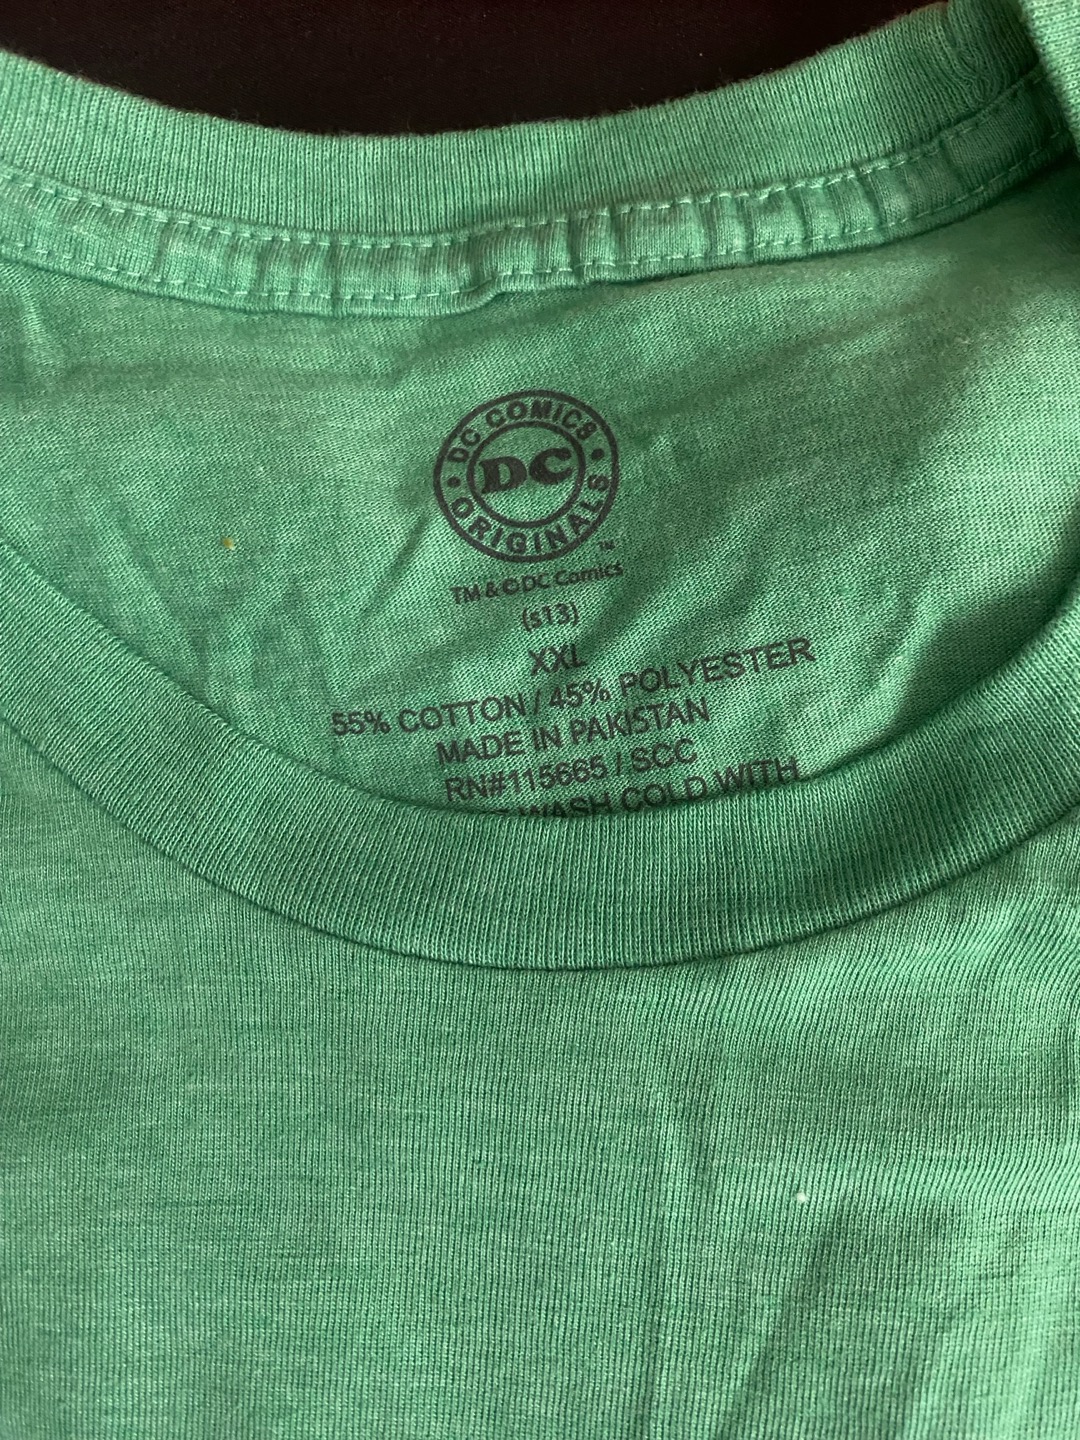 DC COMICS
DC
ORIGINALS
TM
TM & © DC Comics
(s13)
XXL
55% COTTON / 45% POLYESTER
MADE IN PAKISTAN
RN#115665 / SCC
WASH COLD WITH